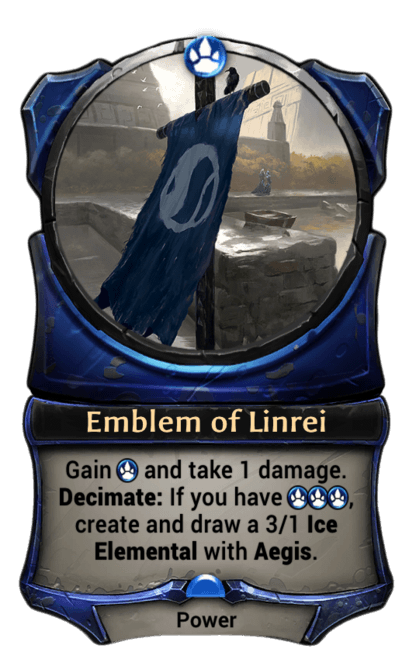 Emblem of Linrei
Gain and take 1 damage.
Decimate: If you have ,
create and draw a 3/1 Ice
Elemental with Aegis.
Power